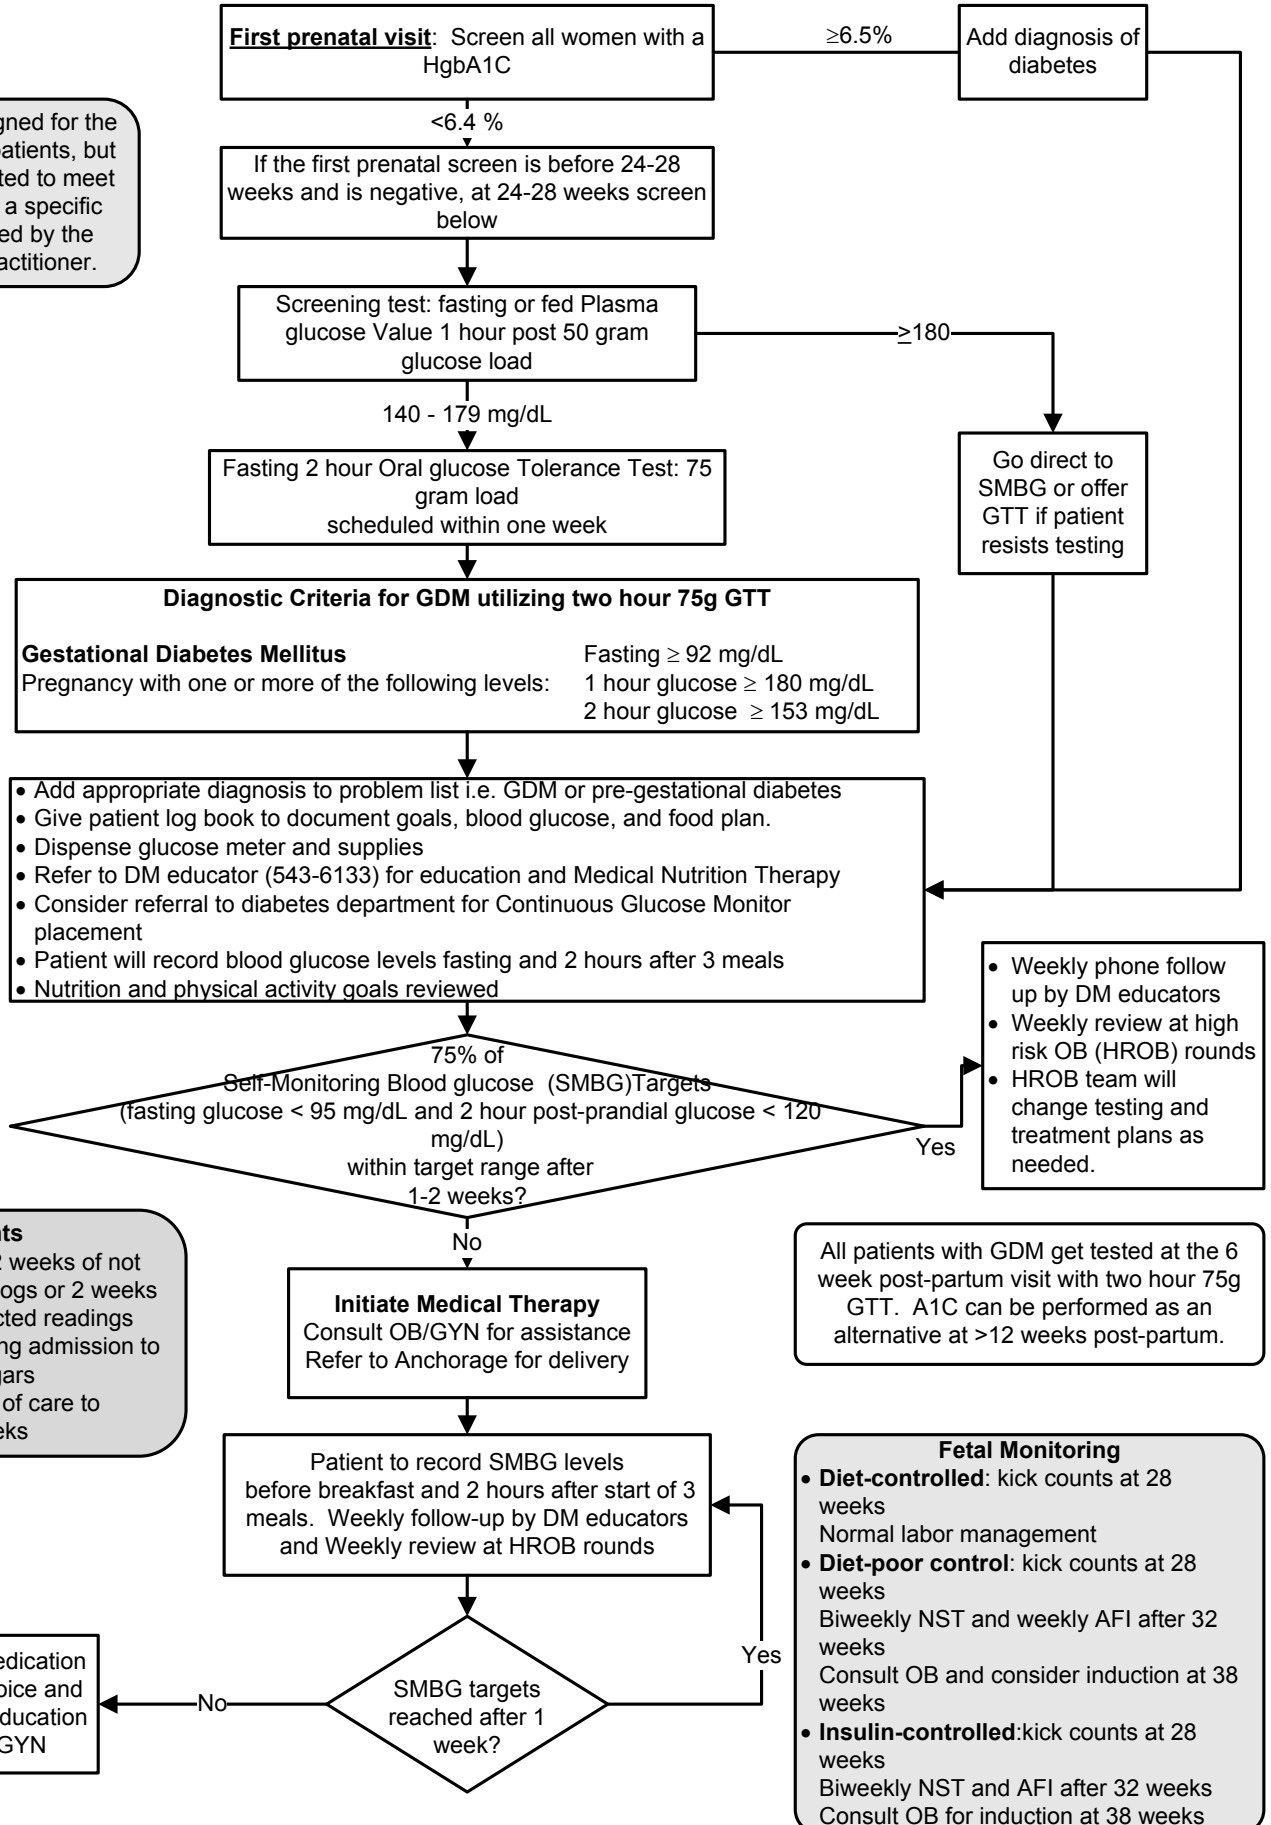 First prenatal visit:  Screen all women with a
HgbA1C
≥6.5%
Add diagnosis of
diabetes
<6.4 %
gned for the
patients, but
ted to meet
a specific
ed by the
actitioner.
If the first prenatal screen is before 24-28
weeks and is negative, at 24-28 weeks screen
below
Screening test: fasting or fed Plasma
glucose Value 1 hour post 50 gram
glucose load
≥180
140 - 179 mg/dL
Fasting 2 hour Oral glucose Tolerance Test: 75
gram load
scheduled within one week
Go direct to
SMBG or offer
GTT if patient
resists testing
Diagnostic Criteria for GDM utilizing two hour 75g GTT
Gestational Diabetes Mellitus
Pregnancy with one or more of the following levels:
Fasting ≥ 92 mg/dL
1 hour glucose ≥ 180 mg/dL
2 hour glucose  ≥ 153 mg/dL
• Add appropriate diagnosis to problem list i.e. GDM or pre-gestational diabetes
• Give patient log book to document goals, blood glucose, and food plan.
• Dispense glucose meter and supplies
• Refer to DM educator (543-6133) for education and Medical Nutrition Therapy
• Consider referral to diabetes department for Continuous Glucose Monitor
placement
• Patient will record blood glucose levels fasting and 2 hours after 3 meals
• Nutrition and physical activity goals reviewed
• Weekly phone follow
up by DM educators
• Weekly review at high
risk OB (HROB) rounds
• HROB team will
change testing and
treatment plans as
needed.
75% of
Self-Monitoring Blood glucose  (SMBG)Targets
(fasting glucose < 95 mg/dL and 2 hour post-prandial glucose < 120
mg/dL)
within target range after
1-2 weeks?
Yes
No
nts
2 weeks of not
logs or 2 weeks
cted readings
ng admission to
gars
of care to
eks
Initiate Medical Therapy
Consult OB/GYN for assistance
Refer to Anchorage for delivery
All patients with GDM get tested at the 6
week post-partum visit with two hour 75g
GTT.  A1C can be performed as an
alternative at >12 weeks post-partum.
Patient to record SMBG levels
before breakfast and 2 hours after start of 3
meals.  Weekly follow-up by DM educators
and Weekly review at HROB rounds
Fetal Monitoring
• Diet-controlled: kick counts at 28
weeks
Normal labor management
• Diet-poor control: kick counts at 28
weeks
Biweekly NST and weekly AFI after 32
weeks
Consult OB and consider induction at 38
weeks
• Insulin-controlled:kick counts at 28
weeks
Biweekly NST and AFI after 32 weeks
Consult OB for induction at 38 weeks
Yes
SMBG targets
reached after 1
week?
No
edication
oice and
ducation
GYN